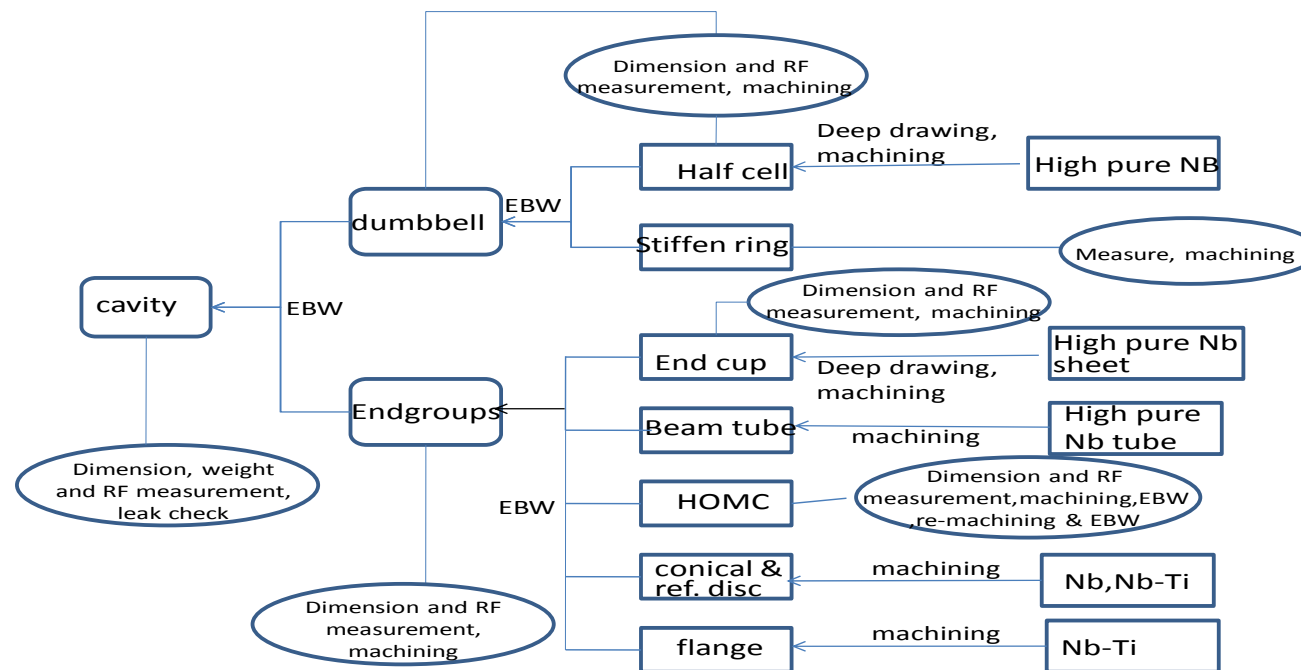 Dimension and RF
measurement, machining
Deep drawing,
machining
Half cell
High pure NB
dumbbell
EBW
Stiffen ring
Measure, machining
cavity
EBW
Dimension and RF
measurement, machining
End cup
High pure Nb
sheet
Deep drawing,
machining
Endgroups
Beam tube
machining
High pure
Nb tube
Dimension, weight
and RF measurement,
leak check
EBW
HOMC
Dimension and RF
measurement,machining,EBW
,re-machining & EBW
conical &
ref. disc
machining
Nb,Nb-Ti
Dimension and RF
measurement,
machining
flange
machining
Nb-Ti